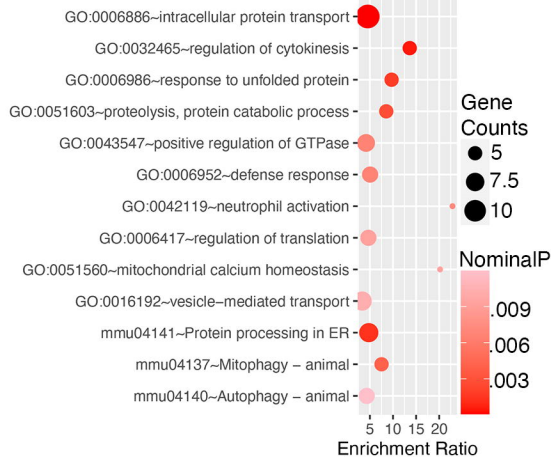 GO:0006886~intracellular protein transport
GO:0032465~regulation of cytokinesis
GO:0006986~response to unfolded protein
GO:0051603~proteolysis, protein catabolic process
GO:0043547~positive regulation of GTPase
GO:0006952~defense response
GO:0042119~neutrophil activation
GO:0006417~regulation of translation
GO:0051560~mitochondrial calcium homeostasis
GO:0016192~vesicle−mediated transport
mmu04141~Protein processing in ER
mmu04137~Mitophagy − animal
mmu04140~Autophagy − animal
5 10 15 20
Enrichment Ratio
Gene
Counts
5
7.5
10
NominalP
.009
.006
.003